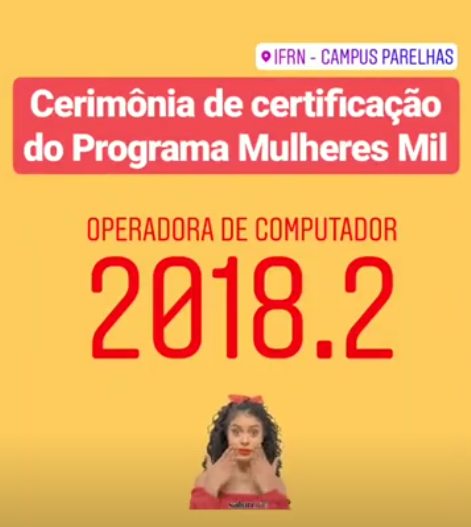 IFRN - CAMPUS PARELHAS
Cerimônia de certificação
do Programa Mulheres Mil
OPERADORA DE COMPUTADOR
2018.2